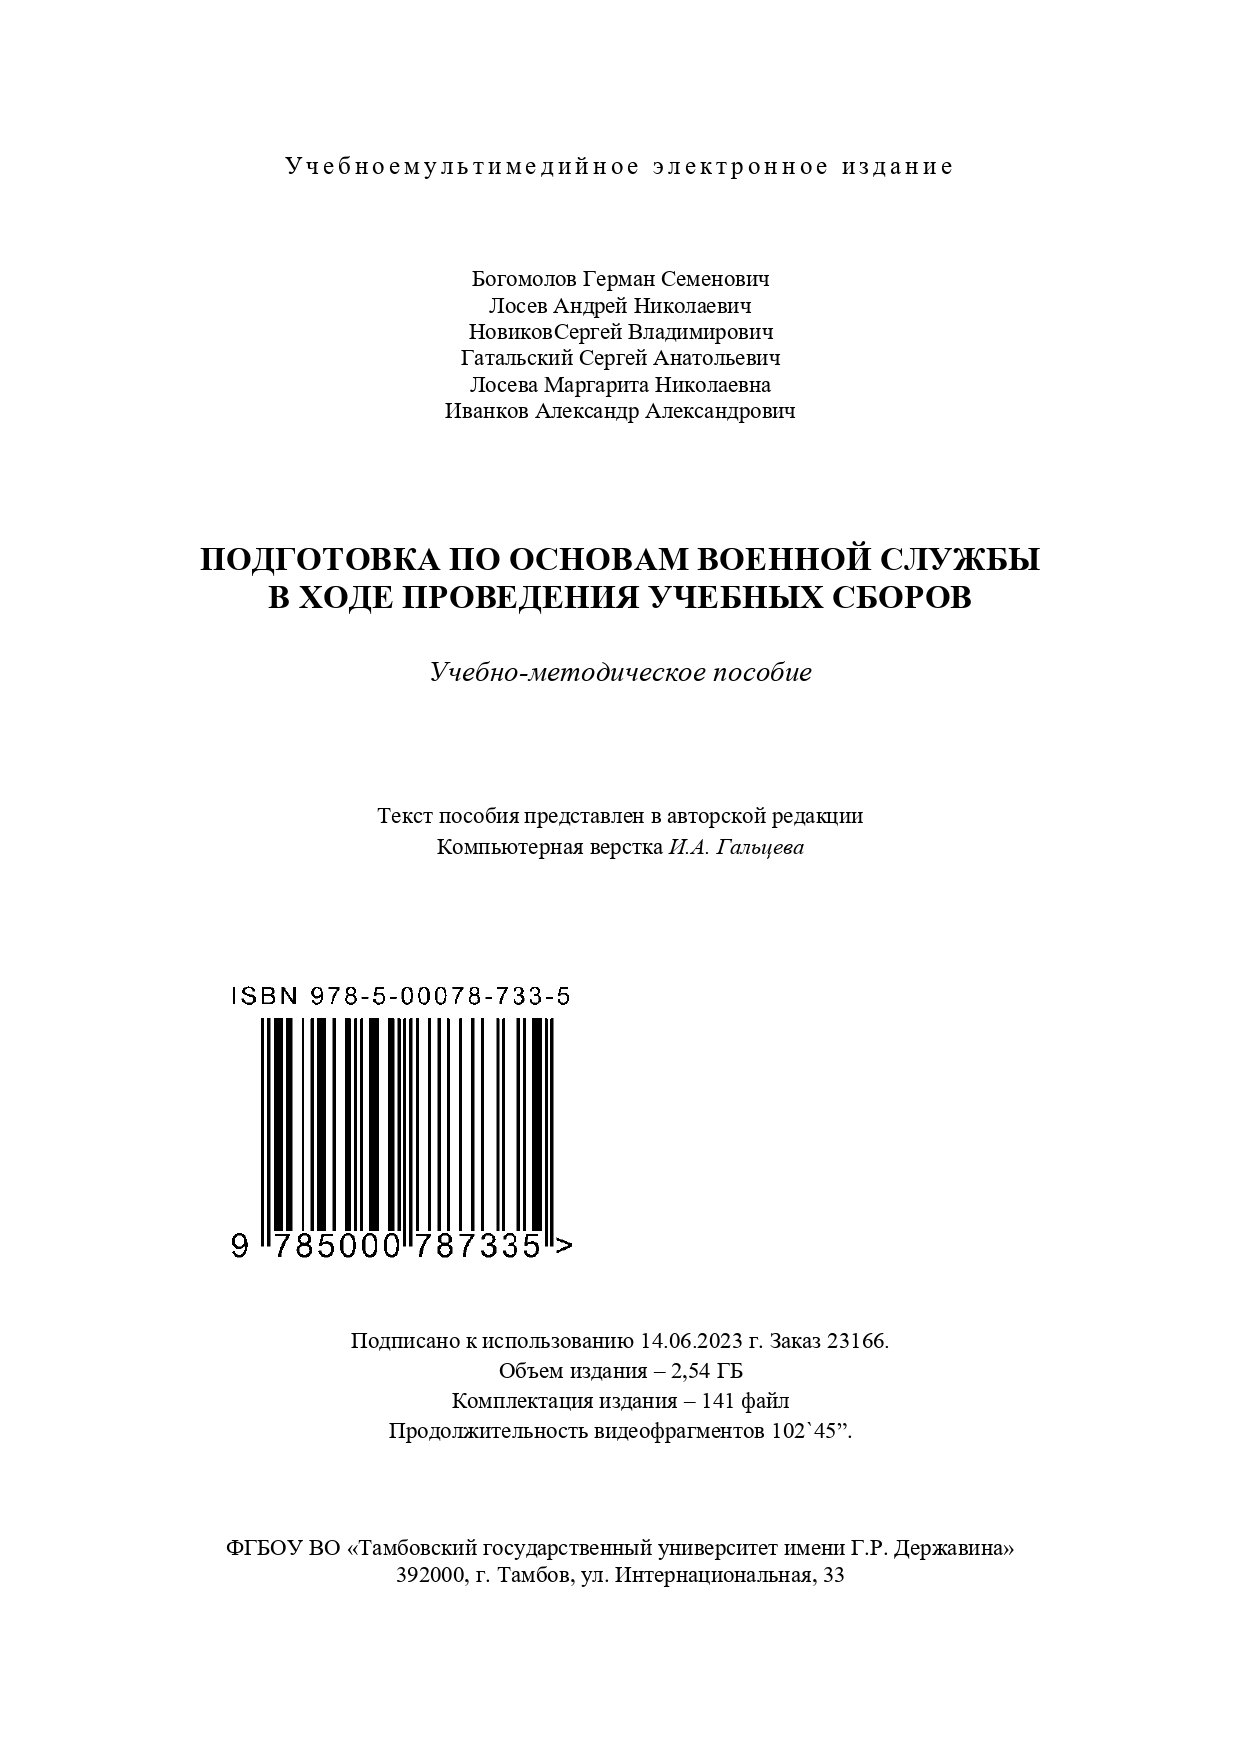 Учебноемультимедийное электронное издание
Богомолов Герман Семенович
Лосев Андрей Николаевич
НовиковСергей Владимирович
Гатальский Сергей Анатольевич
Лосева Маргарита Николаевна
Иванков Александр Александрович
ПОДГОТОВКА ПО ОСНОВАМ ВОЕННОЙ СЛУЖБЫ
В ХОДЕ ПРОВЕДЕНИЯ УЧЕБНЫХ СБОРОВ
Учебно-методическое пособие
Текст пособия представлен в авторской редакции
Компьютерная верстка И.А. Гальцева
ISBN 978-5-00078-733-5
9 785000 787335 >
Подписано к использованию 14.06.2023 г. Заказ 23166.
Объем издания – 2,54 ГБ
Комплектация издания – 141 файл
Продолжительность видеофрагментов 102`45”.
ФГБОУ ВО «Тамбовский государственный университет имени Г.Р. Державина»
392000, г. Тамбов, ул. Интернациональная, 33